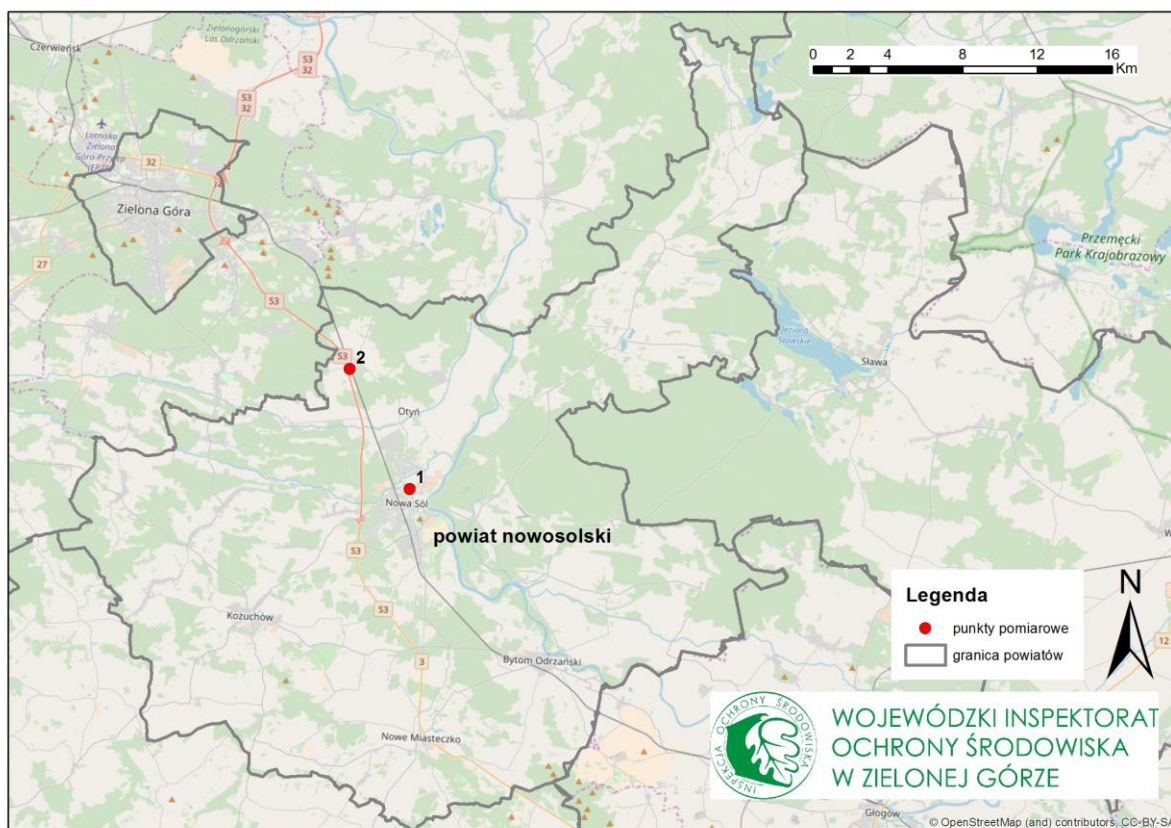 Czerwieńsk
Zielonogórski
Las Odrzański
S3
32
0 2 4 8 12 16
Km
S3
32
Lotnisko
Zielona
Góra-Przylep
32
Zielona Góra
27
S3
Przemęcki
Park Krajobrazowy
S3
2
Jezioro
Sławskie
Sława
Otyń
1
Nowa Sól
powiat nowosolski
S3
Legenda
punkty pomiarowe
granica powiatów
N
12
Kożuchów
S3
3
Bytom Odrzański
INSPEKCJA OCHRONY ŚRODOWISKA
WOJEWÓDZKI INSPEKTORAT
OCHRONY ŚRODOWISKA
W ZIELONEJ GÓRZE
Nowe Miasteczko
Głogów
© OpenStreetMap (and) contributors, CC-BY-SA